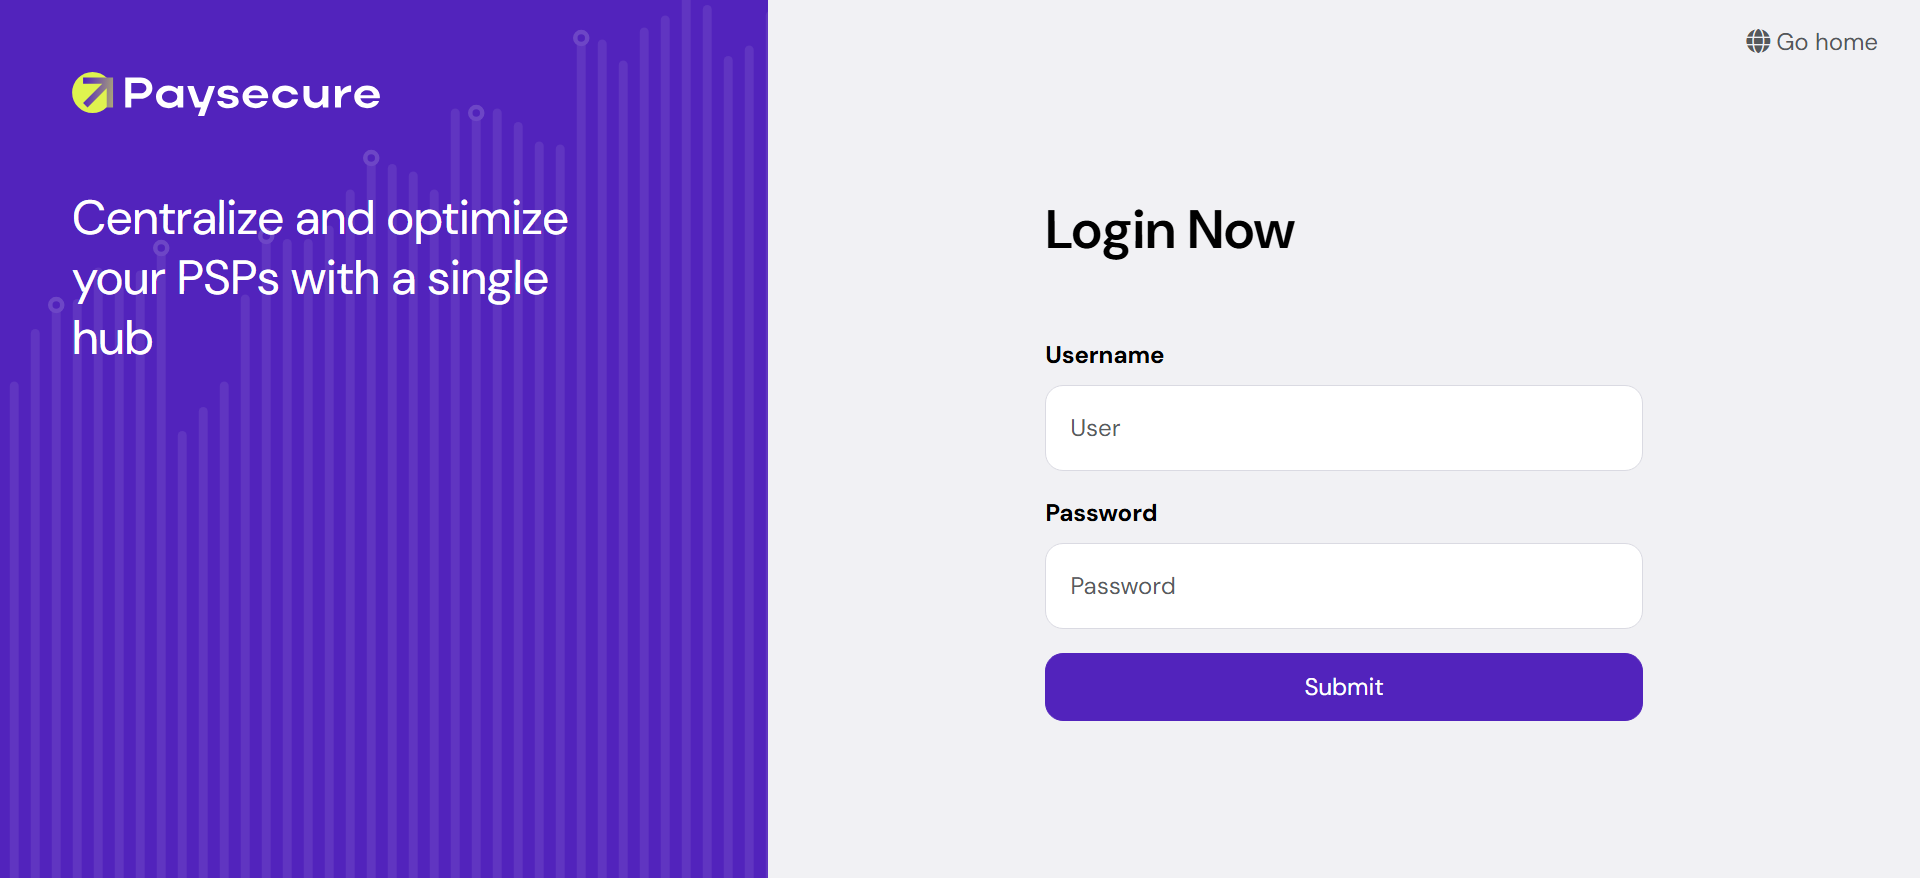 Paysecure
Centralize and optimize
your PSPs with a single
hub
Go home
Login Now
Username
User
Password
Password
Submit